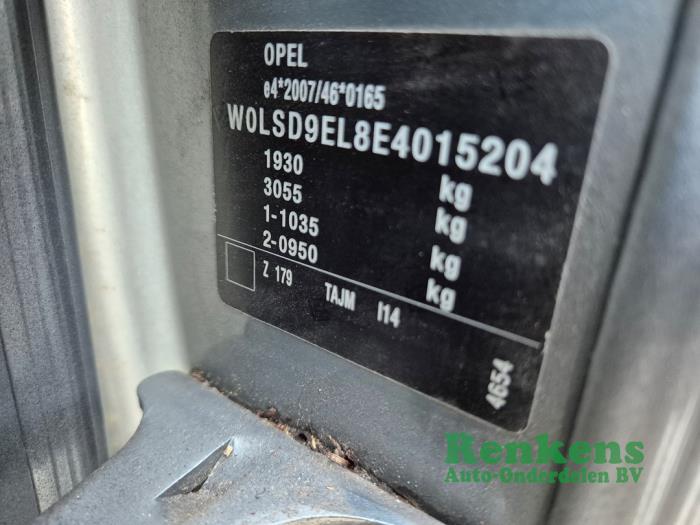 OPEL
e4*2007/46*0165
W0LSD9EL8E4015204
1930 kg
3055 kg
1-1035 kg
2-0950 kg
Z 179 TAJM I14
4654
Renkens
Auto-Onderdalen BV